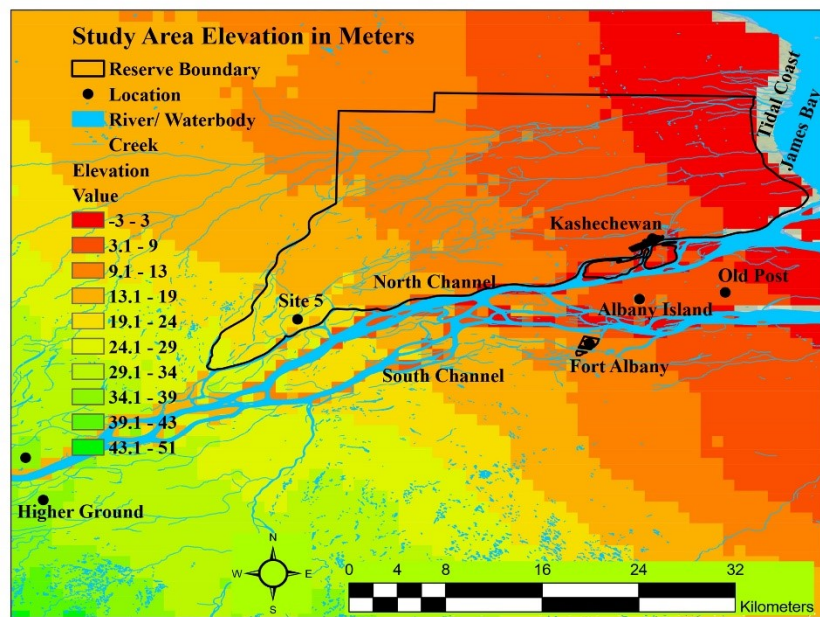 Study Area Elevation in Meters
Reserve Boundary
Location
River/ Waterbody
Creek
Elevation
Value
-3 - 3
3.1 - 9
9.1 - 13
13.1 - 19
19.1 - 24
24.1 - 29
29.1 - 34
34.1 - 39
39.1 - 43
43.1 - 51
Tidal Coast
James Bay
Kashechewan
North Channel
Old Post
Site 5
Albany Island
South Channel
Fort Albany
Higher Ground
N
W
E
S
0 4 8 16 24 32
Kilometers